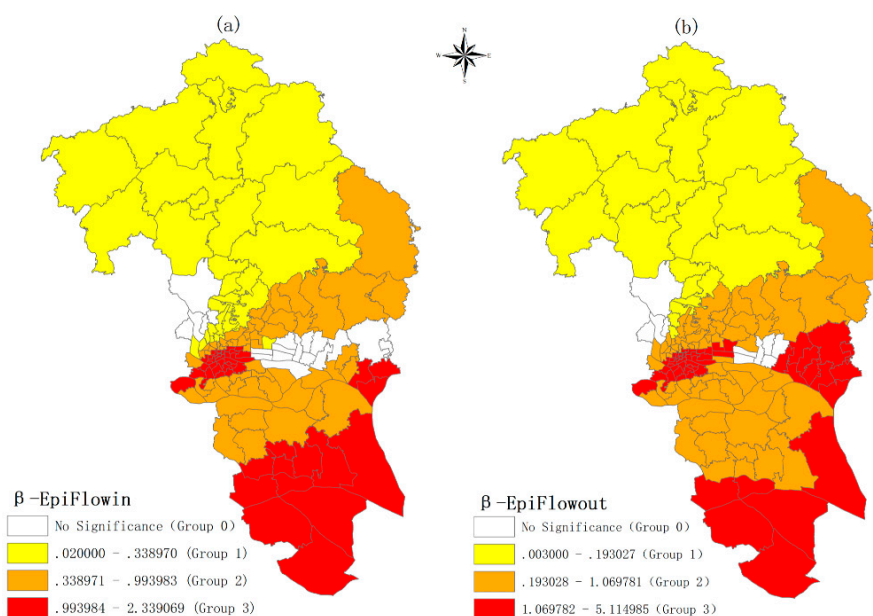 (a)
(b)
N
W
E
S
β-EpiFlowin
No Significance (Group 0)
.020000 - .338970 (Group 1)
.338971 - .993983 (Group 2)
.993984 - 2.339069 (Group 3)
β-EpiFlowout
No Significance (Group 0)
.003000 - .193027 (Group 1)
.193028 - 1.069781 (Group 2)
1.069782 - 5.114985 (Group 3)